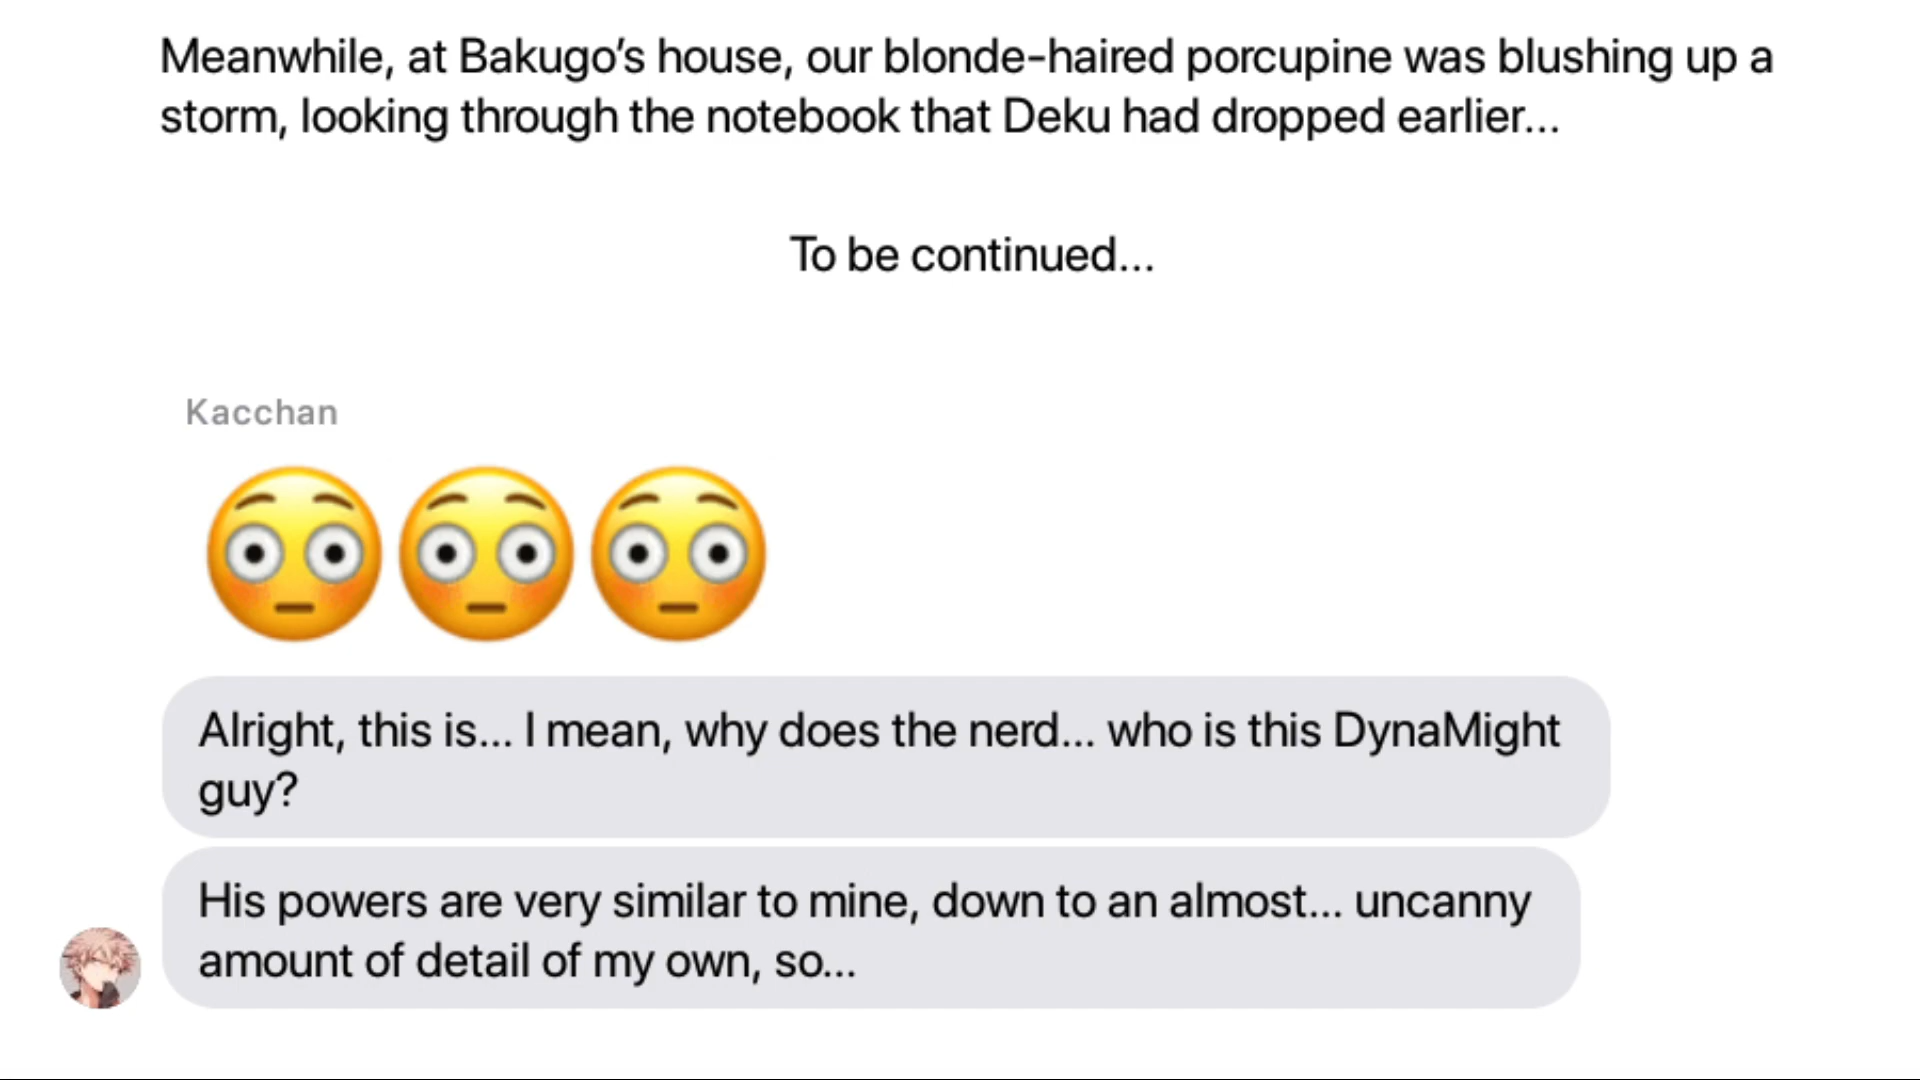 Meanwhile, at Bakugo’s house, our blonde-haired porcupine was blushing up a
storm, looking through the notebook that Deku had dropped earlier...
To be continued...
Kacchan
😳😳😳
Alright, this is... I mean, why does the nerd... who is this DynaMight
guy?
His powers are very similar to mine, down to an almost... uncanny
amount of detail of my own, so...